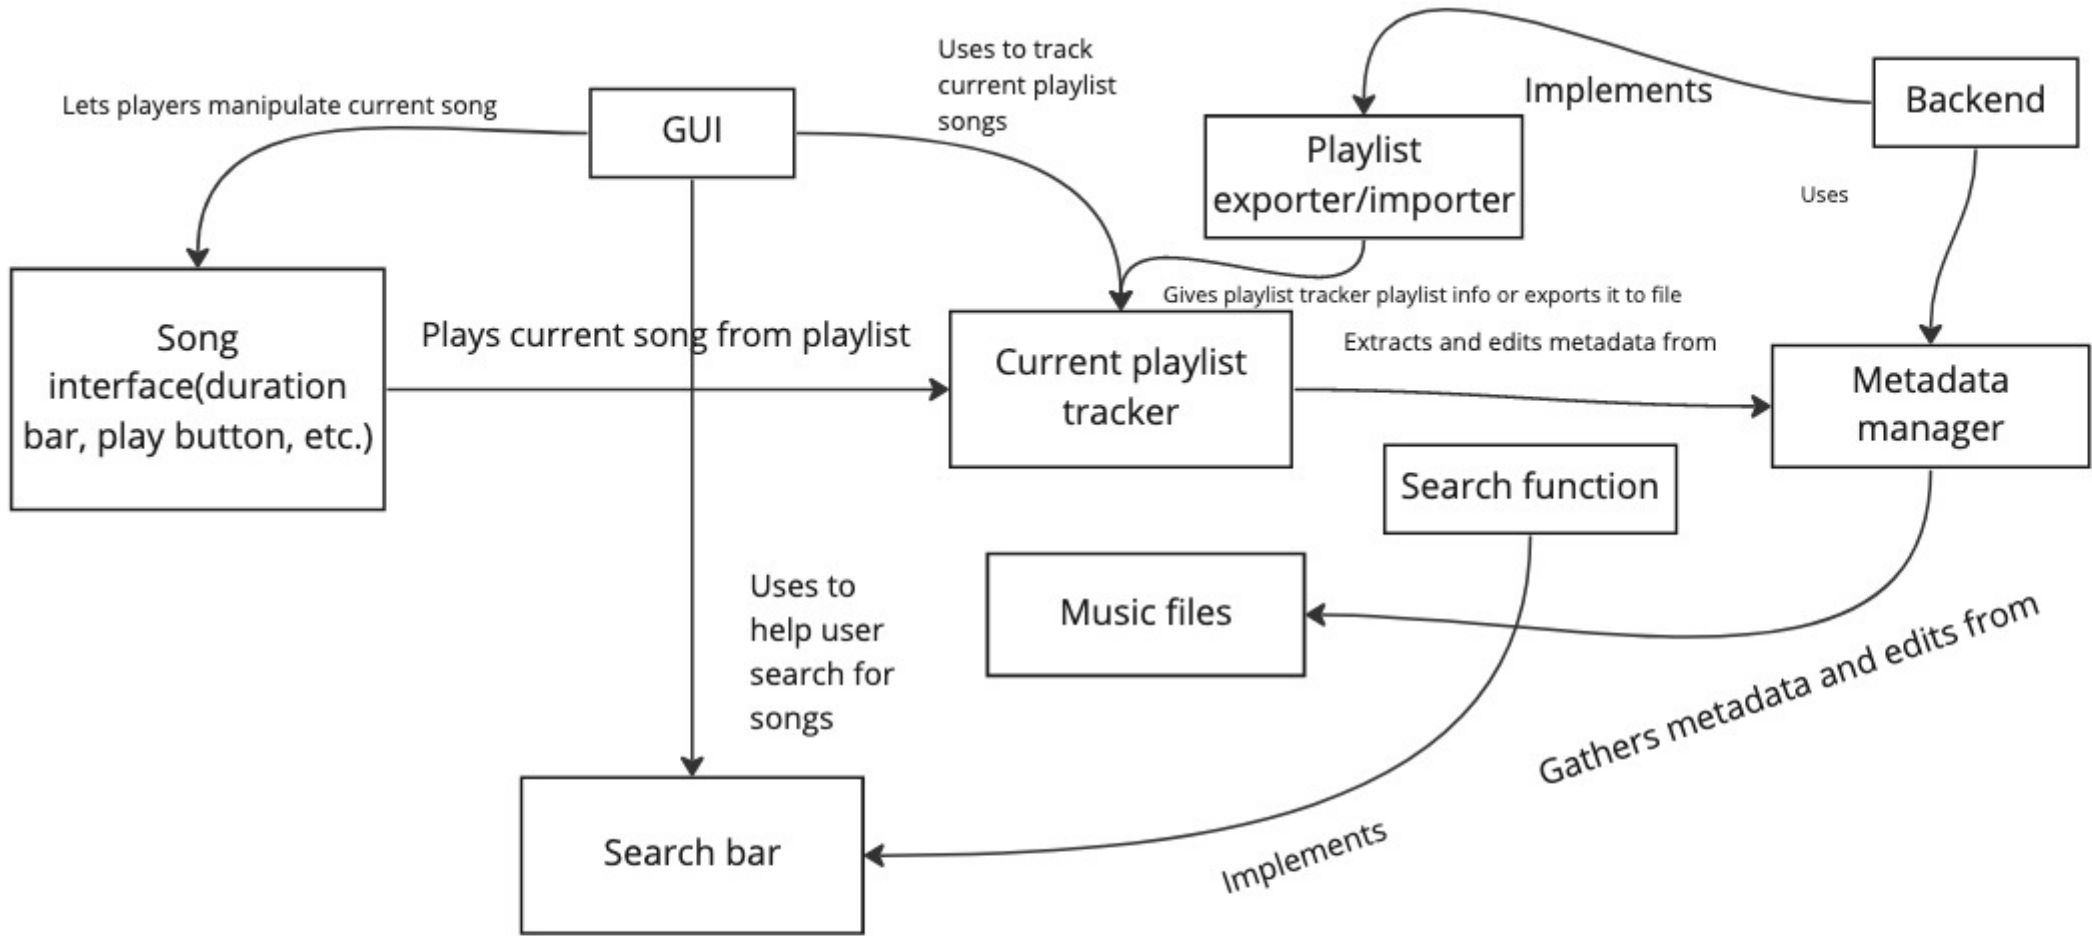 Uses to track
current playlist
songs
Lets players manipulate current song
GUI
Implements
Backend
Playlist
exporter/importer
Uses
Gives playlist tracker playlist info or exports it to file
Song
interface(duration
bar, play button, etc.)
Plays current song from playlist
Current playlist
tracker
Extracts and edits metadata from
Metadata
manager
Search function
Music files
Uses to
help user
search for
songs
Gathers metadata and edits from
Search bar
Implements